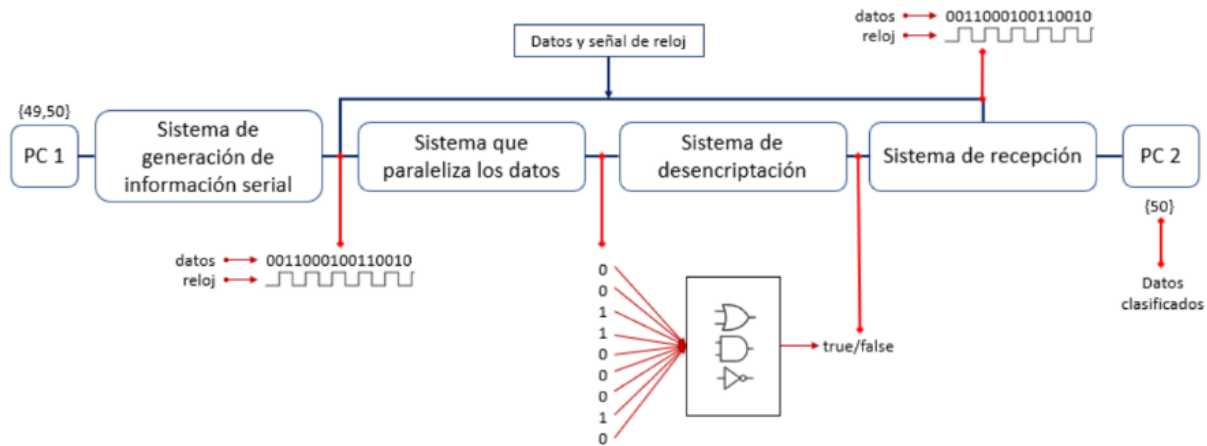 datos 0011000100110010
reloj
Datos y señal de reloj
{49,50}
PC 1
Sistema de
generación de
información serial
Sistema que
paraleliza los datos
Sistema de
desencriptación
Sistema de recepción
PC 2
{50}
datos 0011000100110010
reloj
Datos
clasificados
0
0
1
1
0
0
0
1
0
true/false